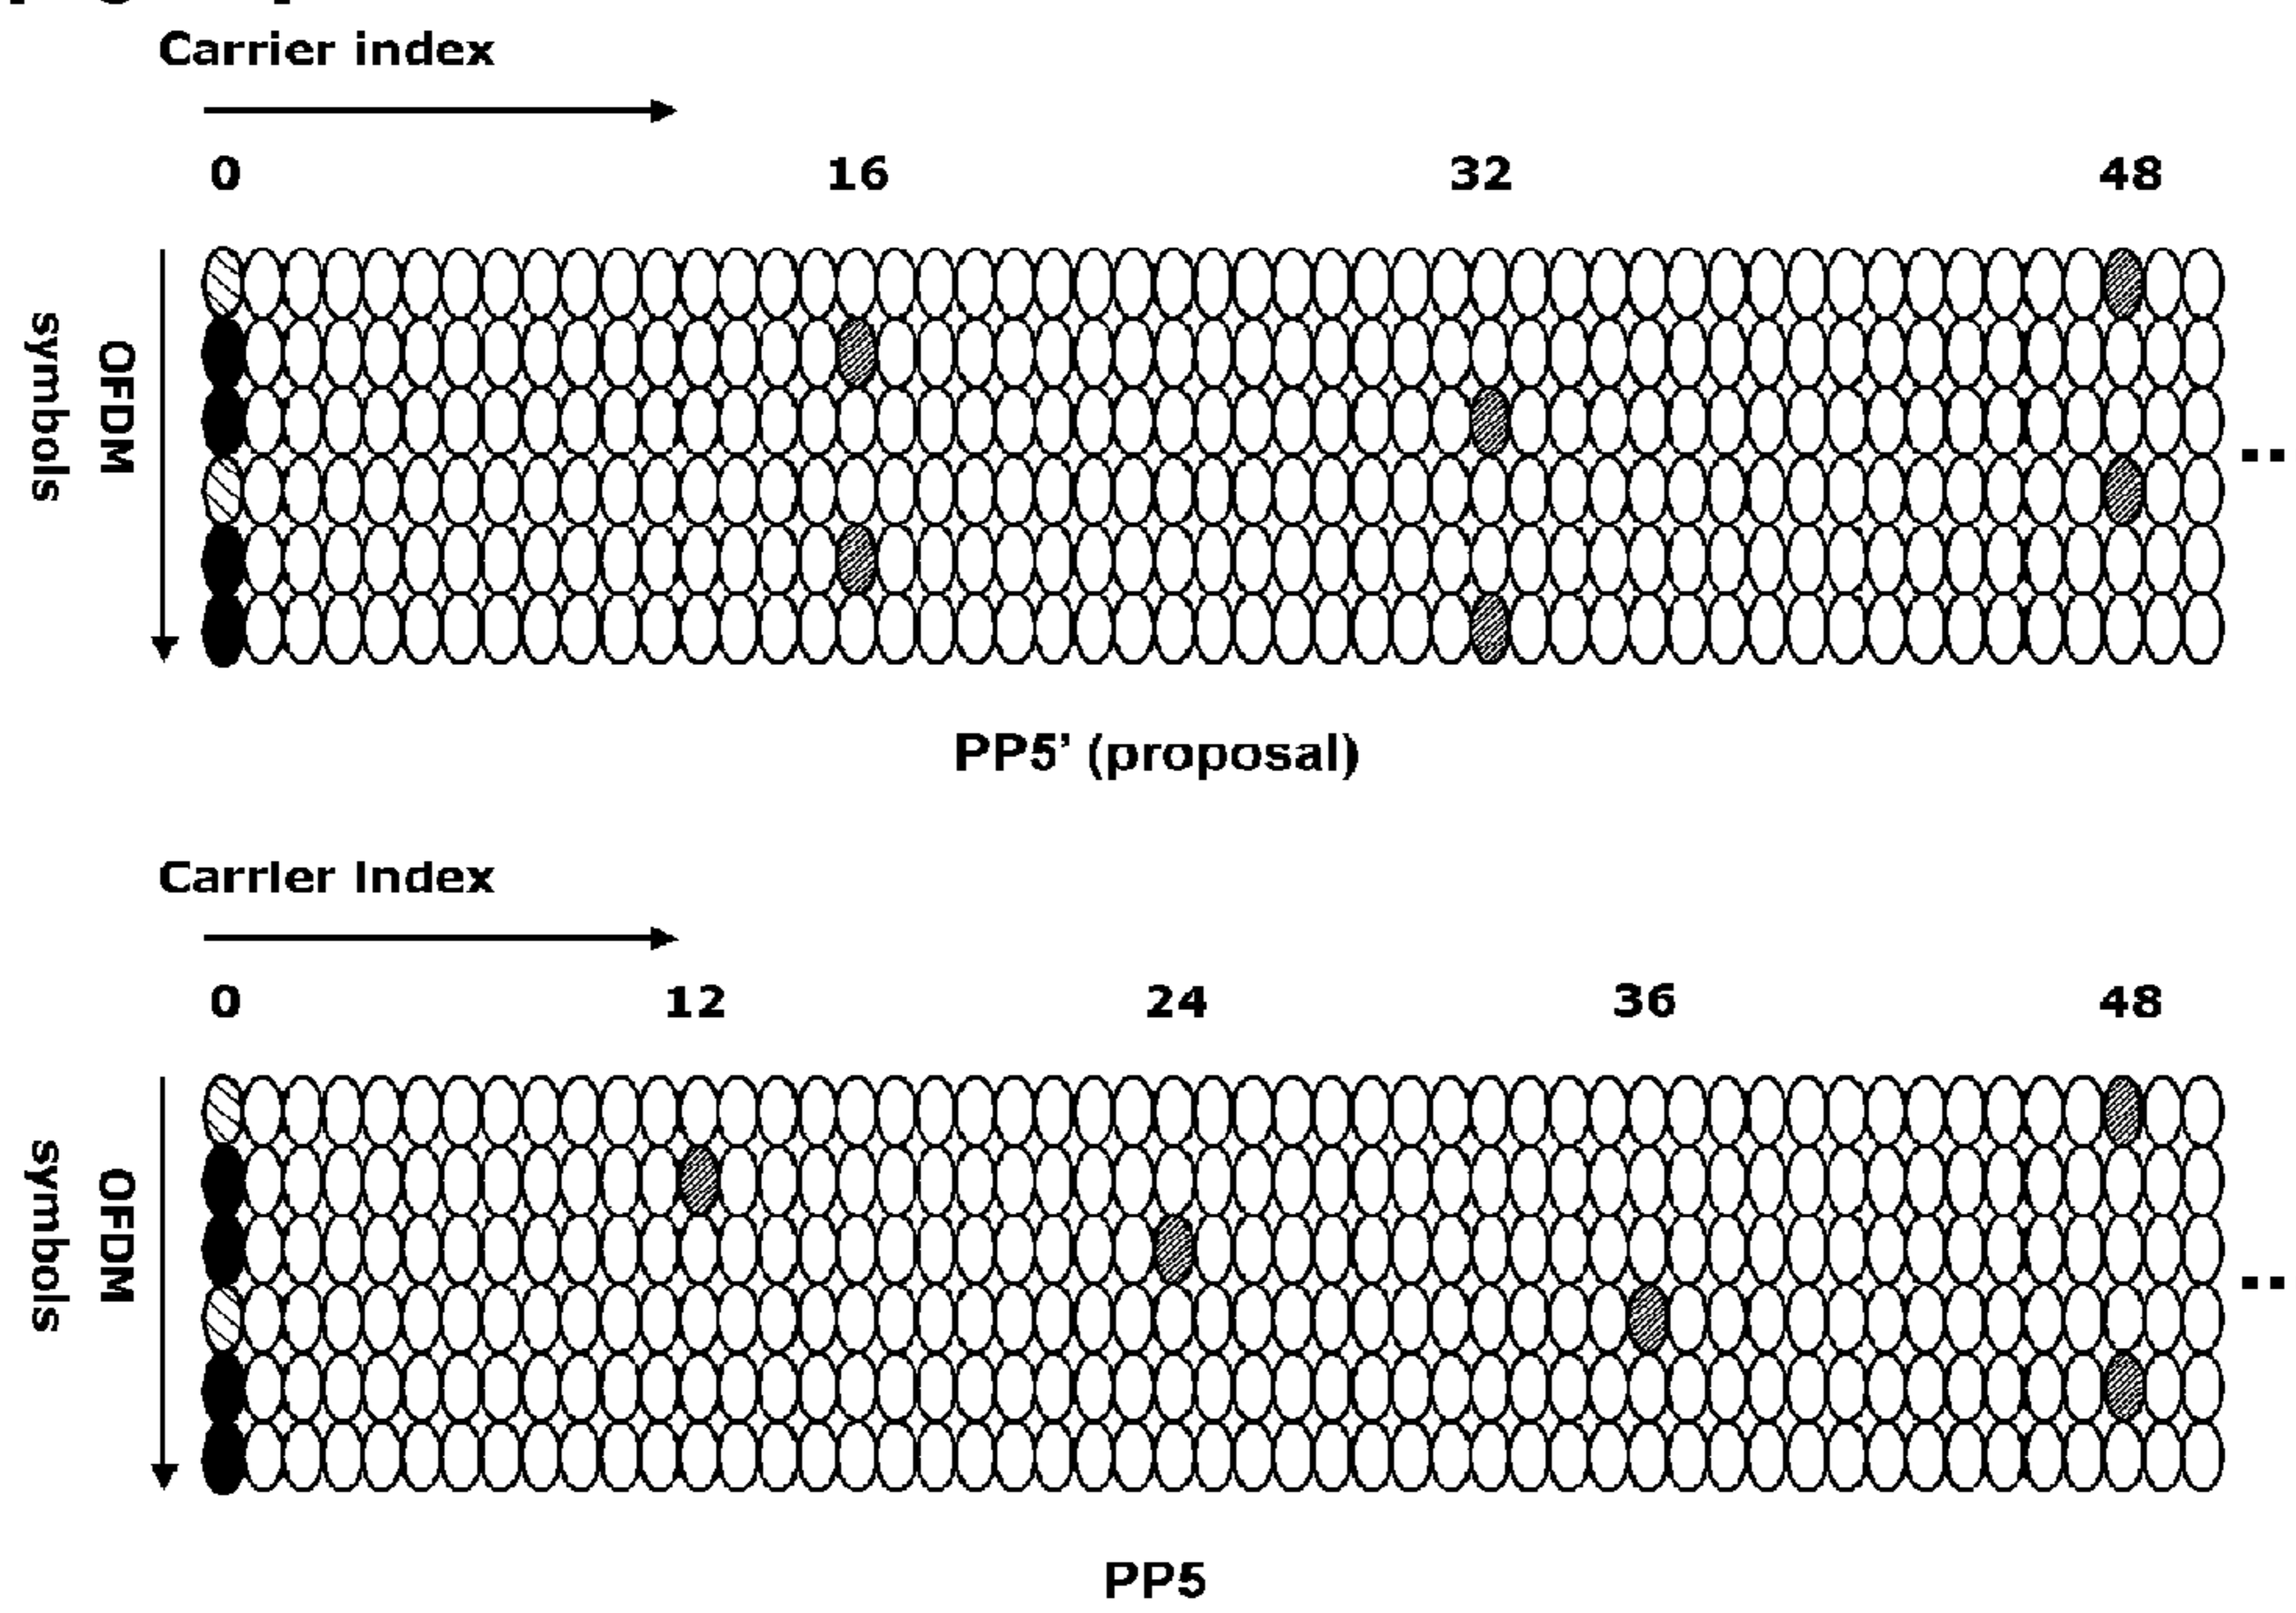 Carrier index
0 16 32 48
OFDM
symbols
..
PP5' (proposal)
Carrier index
0 12 24 36 48
OFDM
symbols
..
PP5